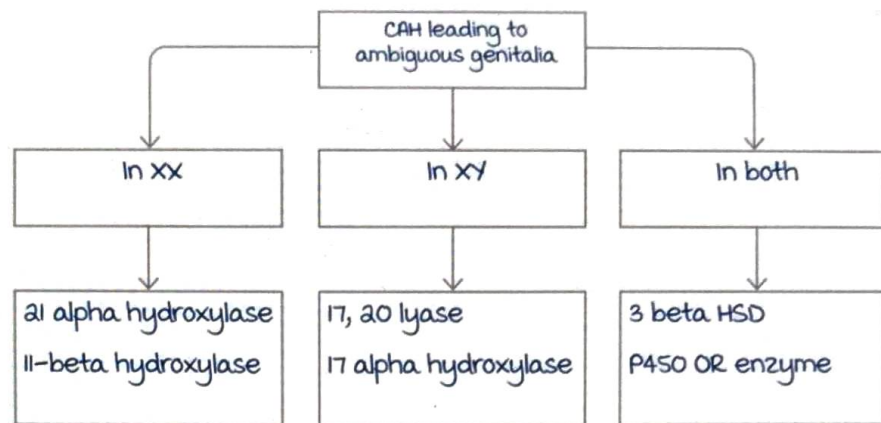 CAH leading to
ambiguous genitalia
In XX
In XY
In both
21 alpha hydroxylase
11-beta hydroxylase
17, 20 lyase
17 alpha hydroxylase
3 beta HSD
P450 OR enzyme